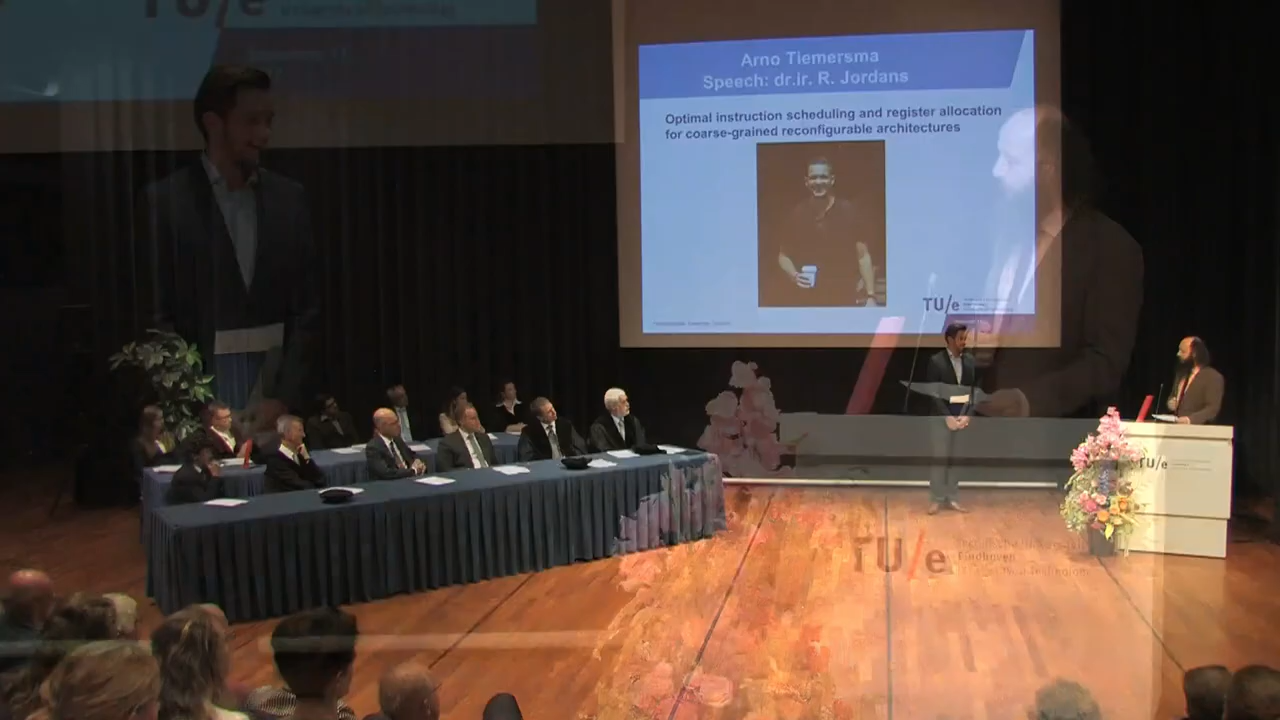 TU/e
Arno Tiemersma
Speech: dr.ir. R. Jordans
Optimal instruction scheduling and register allocation
for coarse-grained reconfigurable architectures
TU/e
TU/e
TU/e
Eindhoven